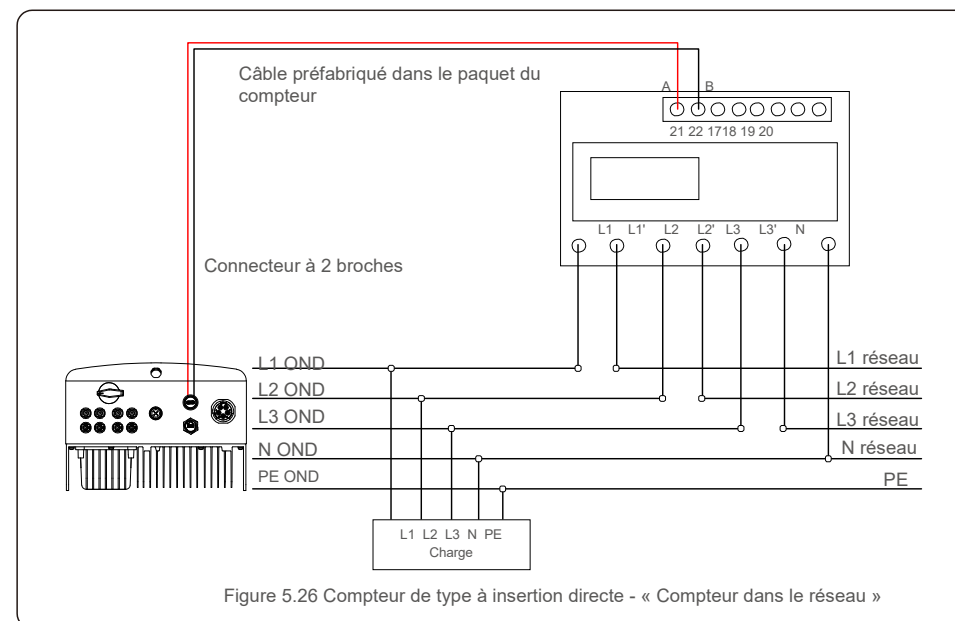 Câble préfabriqué dans le paquet du
compteur
A B
21 22 1718 19 20
L1 L1' L2 L2' L3 L3' N
Connecteur à 2 broches
L1 OND
L1 réseau
L2 OND
L2 réseau
L3 OND
L3 réseau
N OND
N réseau
PE OND
PE
L1 L2 L3 N PE
Charge
Figure 5.26 Compteur de type à insertion directe - « Compteur dans le réseau »